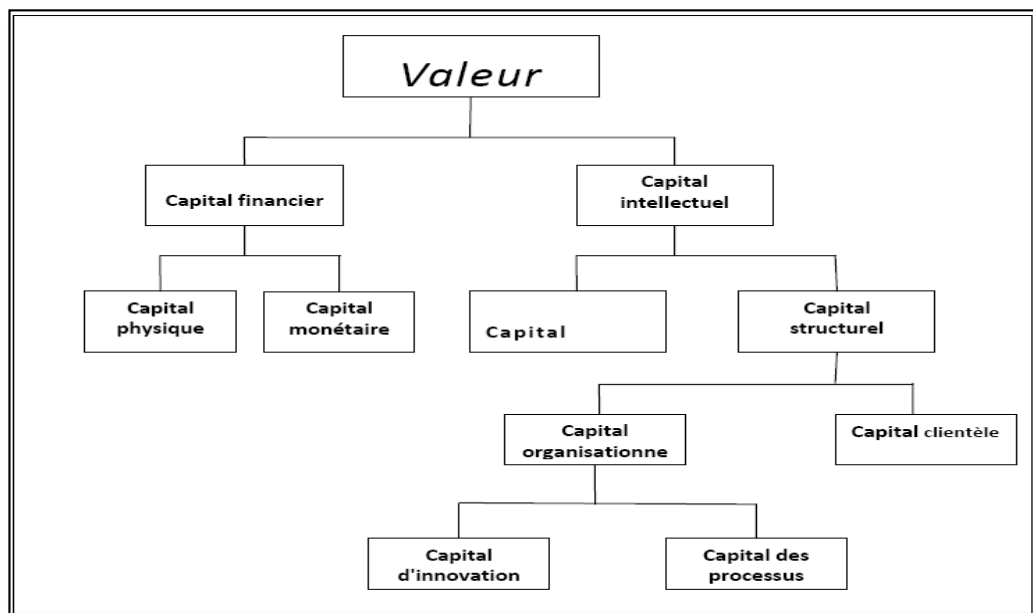 Valeur
Capital financier
Capital
intellectuel
Capital
physique
Capital
monétaire
Capital
Capital
structurel
Capital
organisationne
Capital clientèle
Capital
d'innovation
Capital des
processus